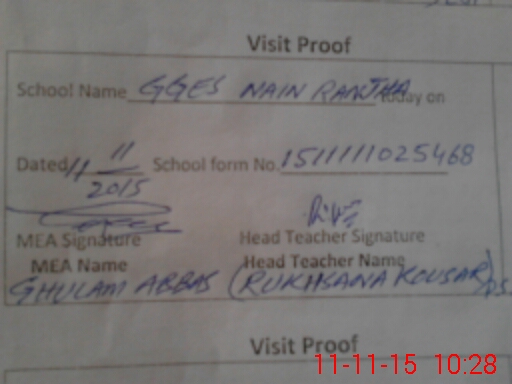 Visit Proof
School Name GGES NAIN RANJHA today on
Dated 11 11 2015 School form No. 1511111025468
MEA Signature Head Teacher Signature
MEA Name Head Teacher Name
GHULAM ABBAS (RUKHSANA KOUSAR)
Visit Proof
11-11-15 10:28